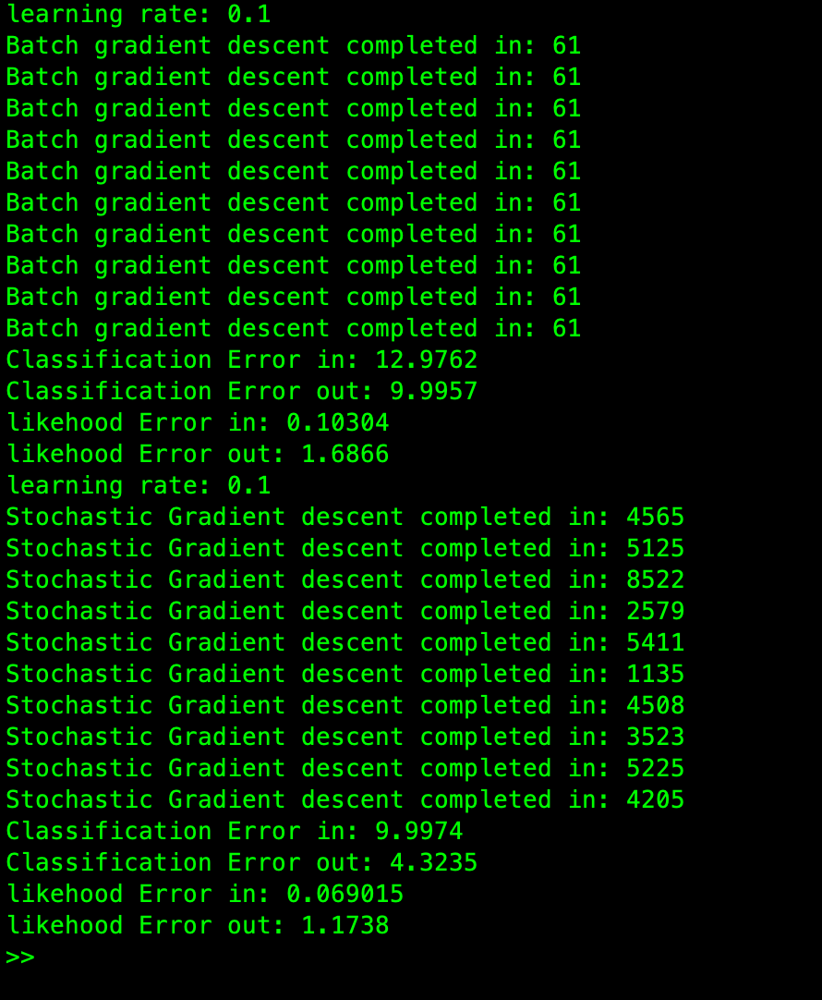 learning rate: 0.1
Batch gradient descent completed in: 61
Batch gradient descent completed in: 61
Batch gradient descent completed in: 61
Batch gradient descent completed in: 61
Batch gradient descent completed in: 61
Batch gradient descent completed in: 61
Batch gradient descent completed in: 61
Batch gradient descent completed in: 61
Batch gradient descent completed in: 61
Batch gradient descent completed in: 61
Classification Error in: 12.9762
Classification Error out: 9.9957
likehood Error in: 0.10304
likehood Error out: 1.6866
learning rate: 0.1
Stochastic Gradient descent completed in: 4565
Stochastic Gradient descent completed in: 5125
Stochastic Gradient descent completed in: 8522
Stochastic Gradient descent completed in: 2579
Stochastic Gradient descent completed in: 5411
Stochastic Gradient descent completed in: 1135
Stochastic Gradient descent completed in: 4508
Stochastic Gradient descent completed in: 3523
Stochastic Gradient descent completed in: 5225
Stochastic Gradient descent completed in: 4205
Classification Error in: 9.9974
Classification Error out: 4.3235
likehood Error in: 0.069015
likehood Error out: 1.1738
>>